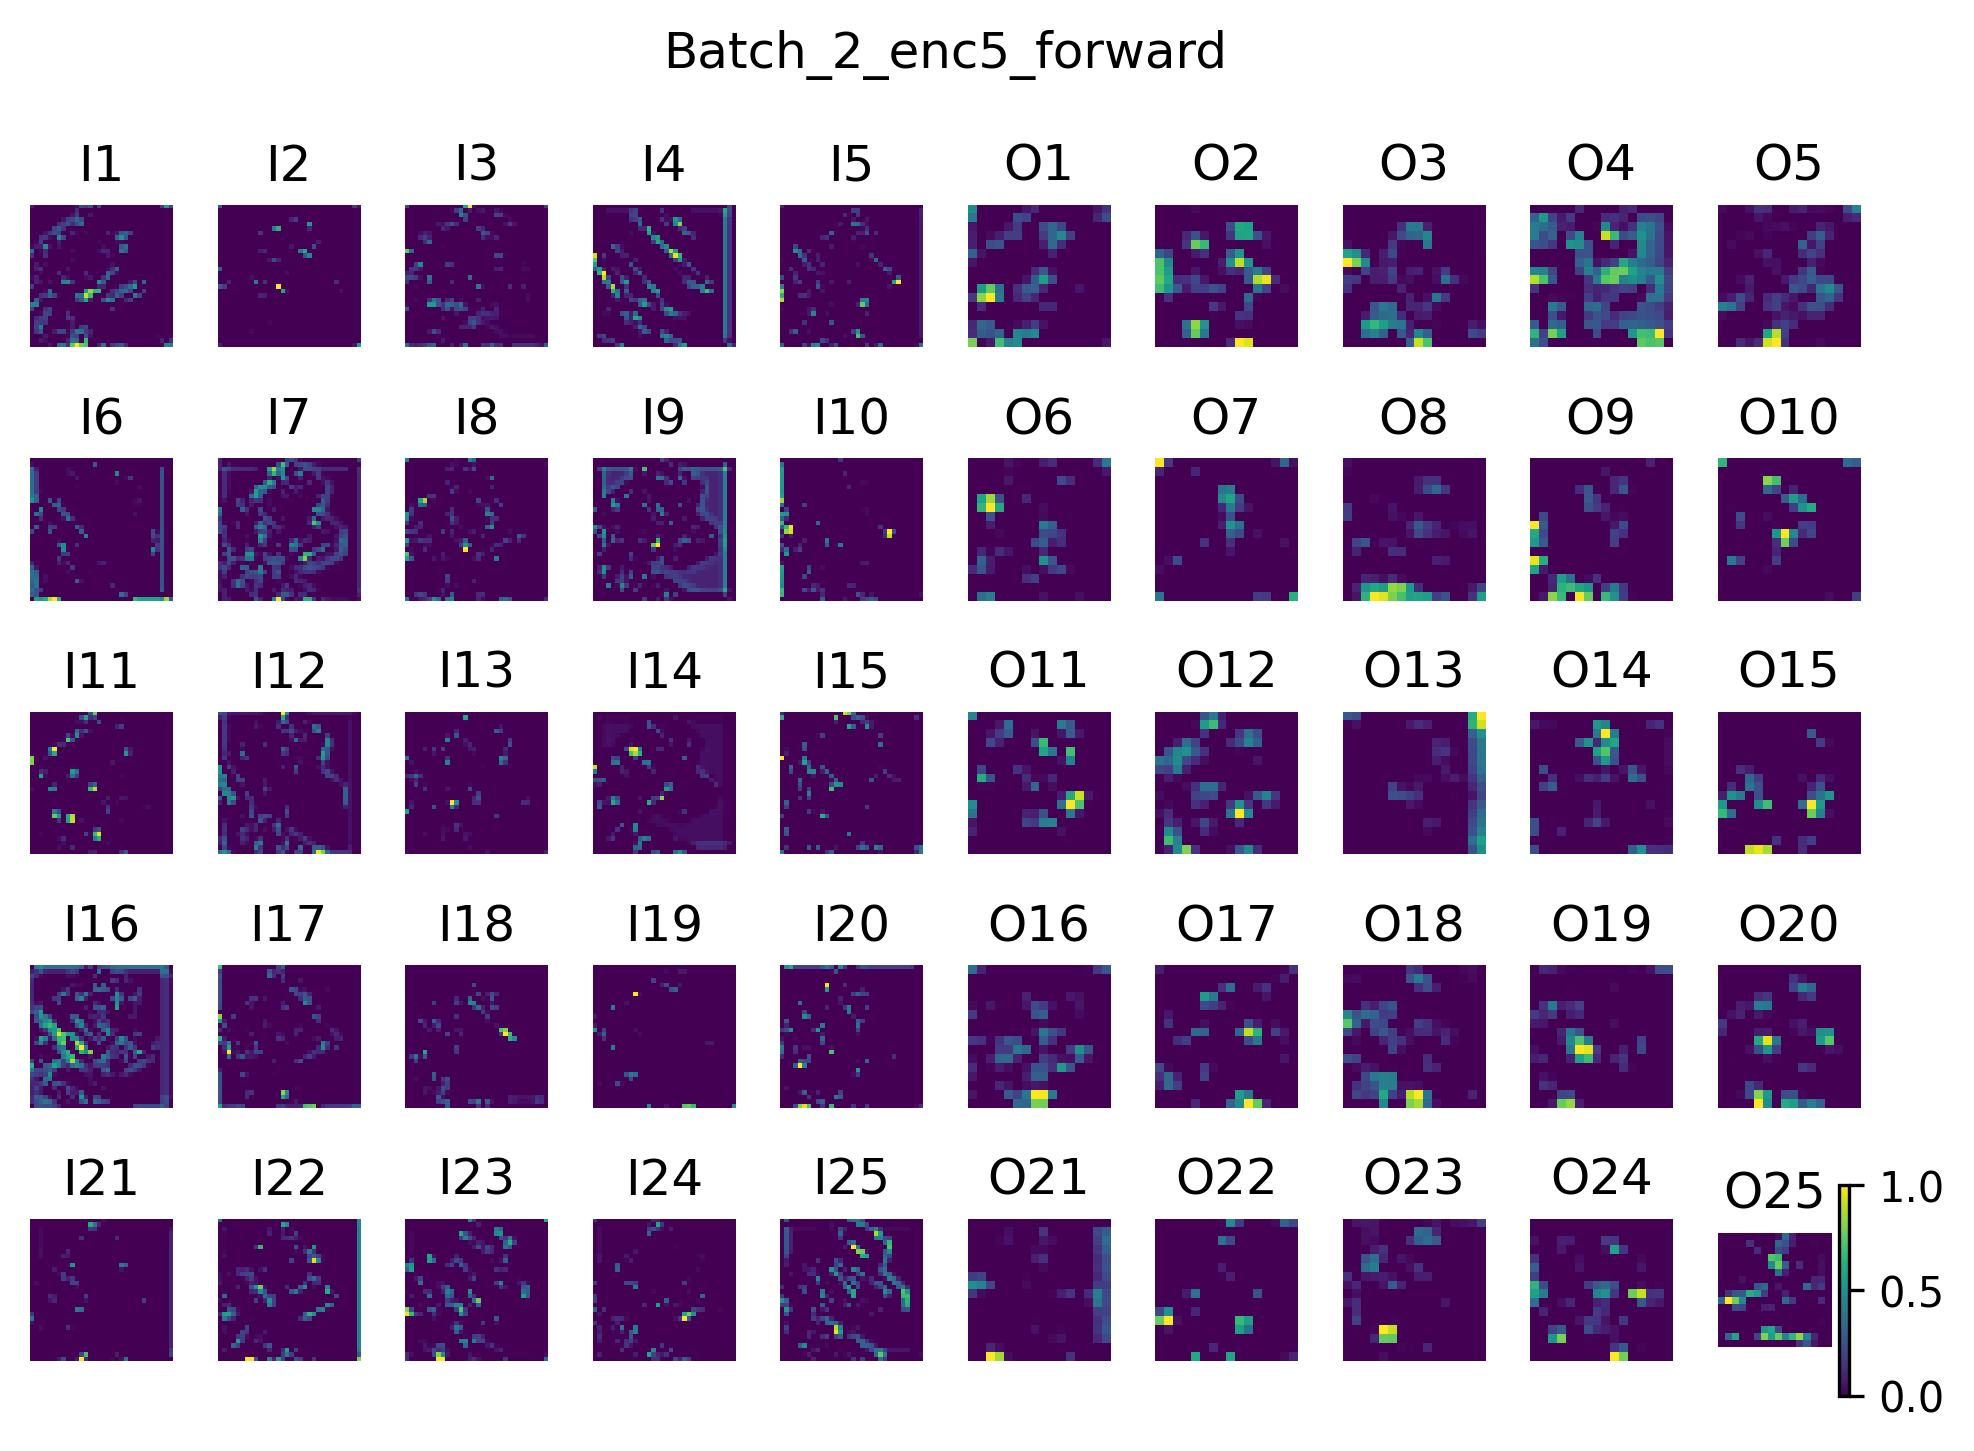 Batch_2_enc5_forward
I1 I2 I3 I4 I5 O1 O2 O3 O4 O5
I6 I7 I8 I9 I10 O6 O7 O8 O9 O10
I11 I12 I13 I14 I15 O11 O12 O13 O14 O15
I16 I17 I18 I19 I20 O16 O17 O18 O19 O20
I21 I22 I23 I24 I25 O21 O22 O23 O24 O25
1.0
0.5
0.0